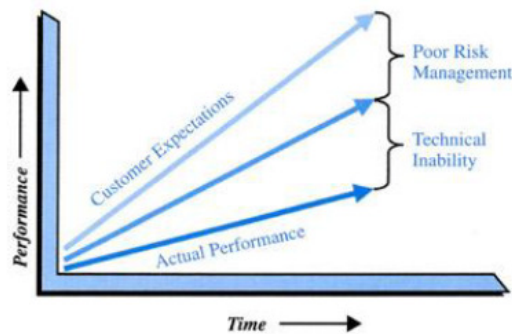 Performance
Customer Expectations
Poor Risk
Management
Technical
Inability
Actual Performance
Time